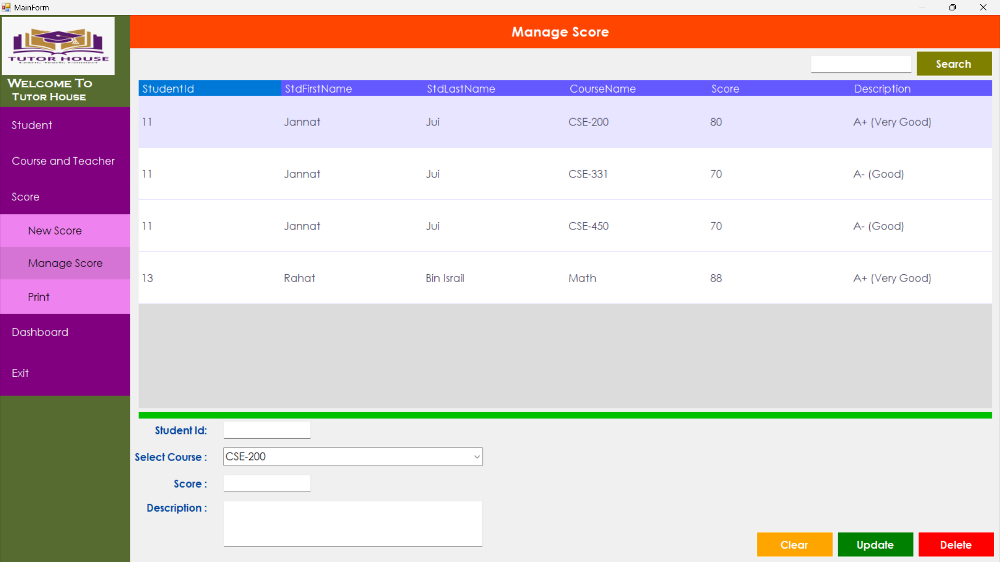 MainForm
TUTOR HOUSE
Learn, Teach, Connect
Welcome To
Tutor House
Student
Course and Teacher
Score
New Score
Manage Score
Print
Dashboard
Exit
Manage Score
Search
StudentId StdFirstName StdLastName CourseName Score Description
11 Jannat Jui CSE-200 80 A+ (Very Good)
11 Jannat Jui CSE-331 70 A- (Good)
11 Jannat Jui CSE-450 70 A- (Good)
13 Rahat Bin Israil Math 88 A+ (Very Good)
Student Id:
Select Course : CSE-200
Score :
Description :
Clear Update Delete